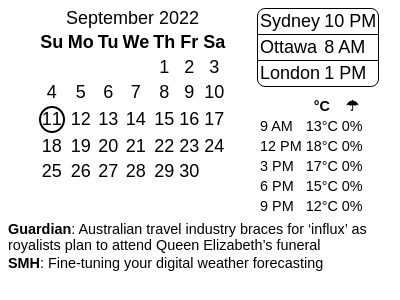 September 2022
Su Mo Tu We Th Fr Sa
1 2 3
4 5 6 7 8 9 10
11 12 13 14 15 16 17
18 19 20 21 22 23 24
25 26 27 28 29 30
Sydney 10 PM
Ottawa 8 AM
London 1 PM
°C ☂
9 AM 13°C 0%
12 PM 18°C 0%
3 PM 17°C 0%
6 PM 15°C 0%
9 PM 12°C 0%
Guardian: Australian travel industry braces for ‘influx’ as
royalists plan to attend Queen Elizabeth’s funeral
SMH: Fine-tuning your digital weather forecasting